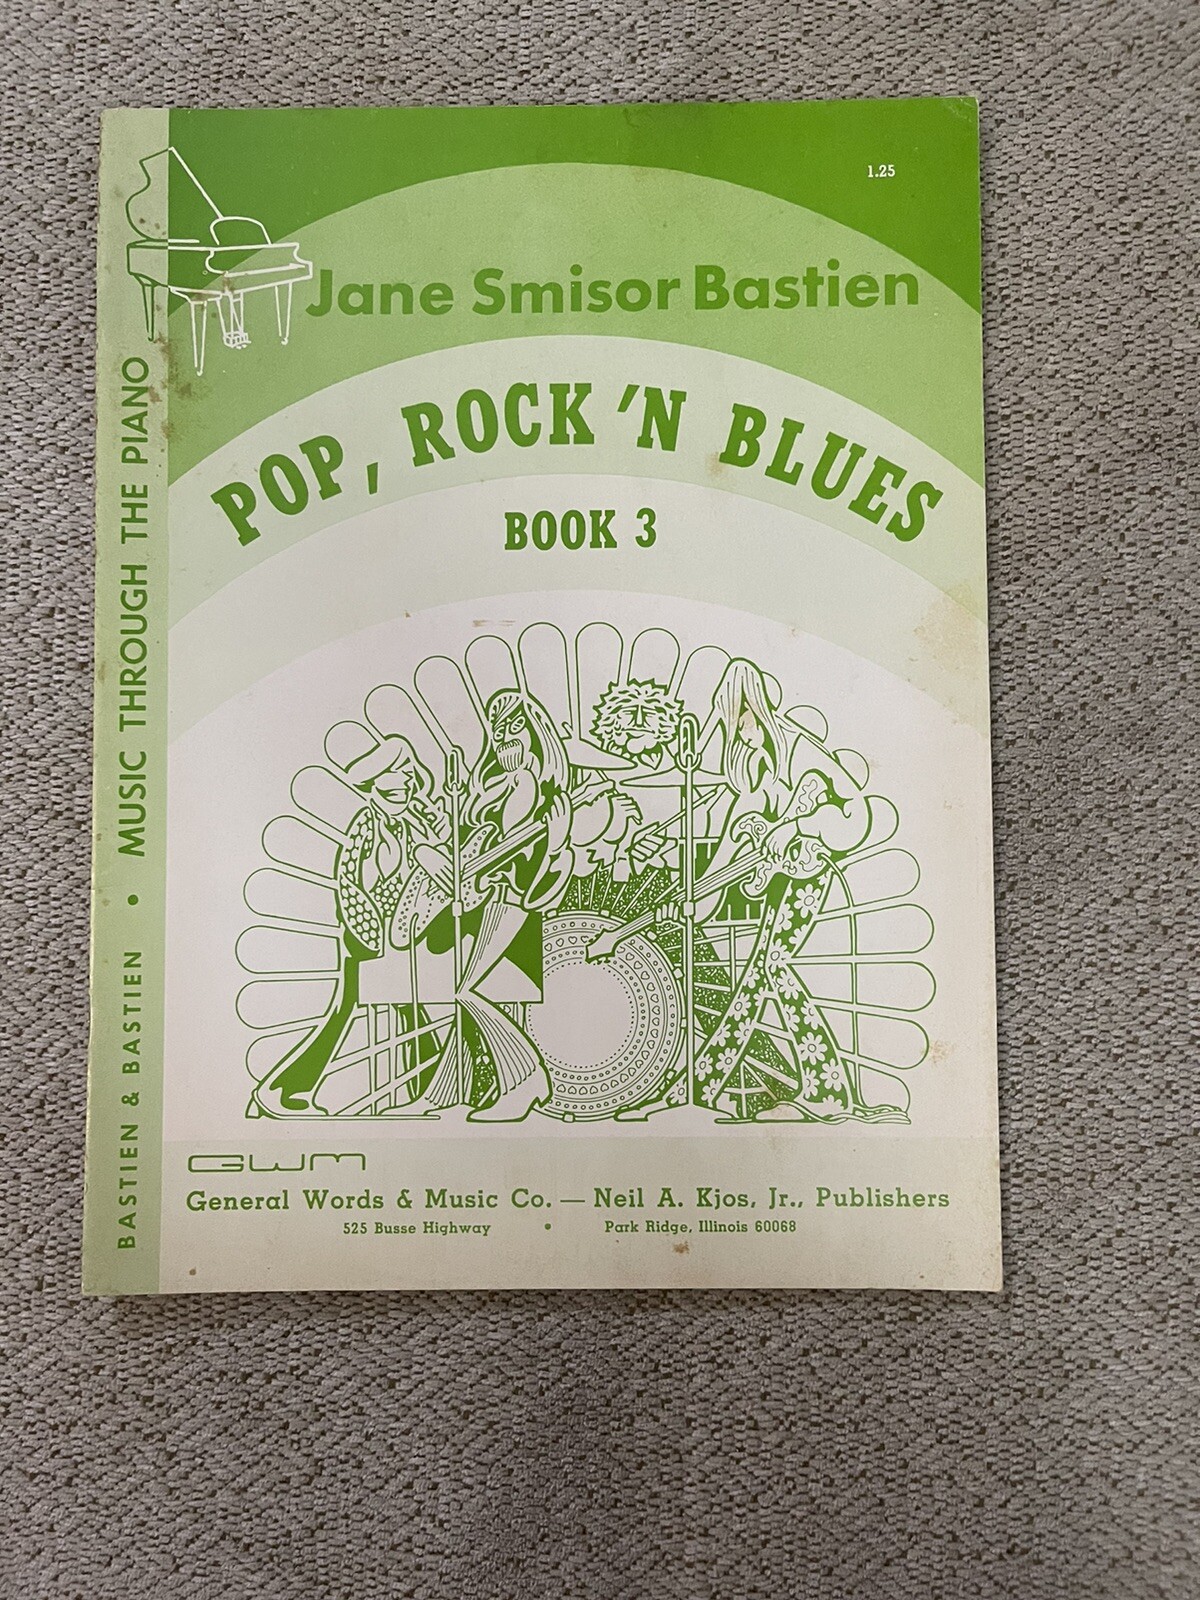 1.25
Jane Smisor Bastien
POP, ROCK 'N BLUES
BOOK 3
BASTIEN & BASTIEN • MUSIC THROUGH THE PIANO
GWM
General Words & Music Co. — Neil A. Kjos, Jr., Publishers
525 Busse Highway • Park Ridge, Illinois 60068